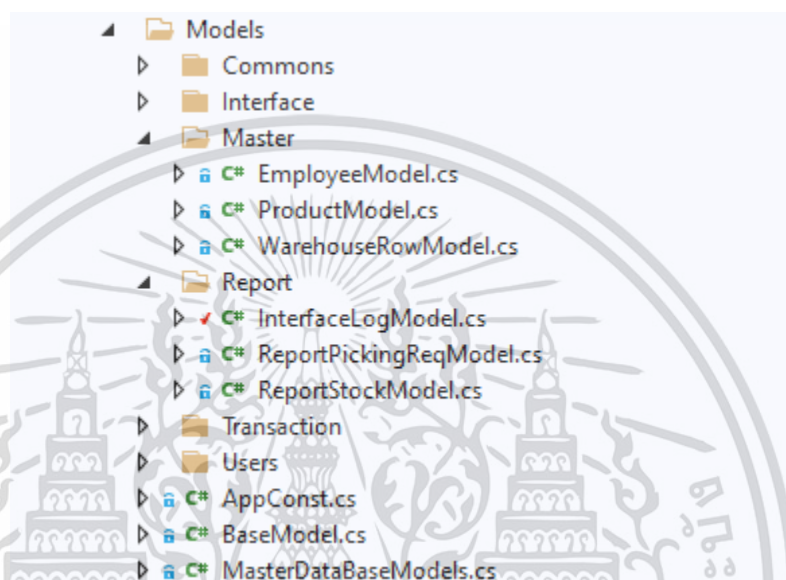 Models
Commons
Interface
Master
C# EmployeeModel.cs
C# ProductModel.cs
C# WarehouseRowModel.cs
Report
C# InterfaceLogModel.cs
C# ReportPickingReqModel.cs
C# ReportStockModel.cs
Transaction
Users
C# AppConst.cs
C# BaseModel.cs
C# MasterDataBaseModels.cs